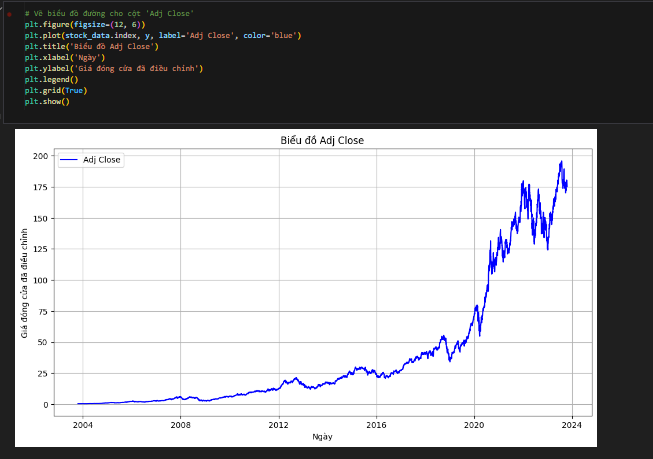 # Vẽ biểu đồ đường cho cột 'Adj Close'
plt.figure(figsize=(12, 6))
plt.plot(stock_data.index, y, label='Adj Close', color='blue')
plt.title('Biểu đồ Adj Close')
plt.xlabel('Ngày')
plt.ylabel('Giá đóng cửa đã điều chỉnh')
plt.legend()
plt.grid(True)
plt.show()
Biểu đồ Adj Close
Adj Close
200
175
150
125
100
75
50
25
0
Giá đóng cửa đã điều chỉnh
2004
2008
2012
2016
2020
2024
Ngày